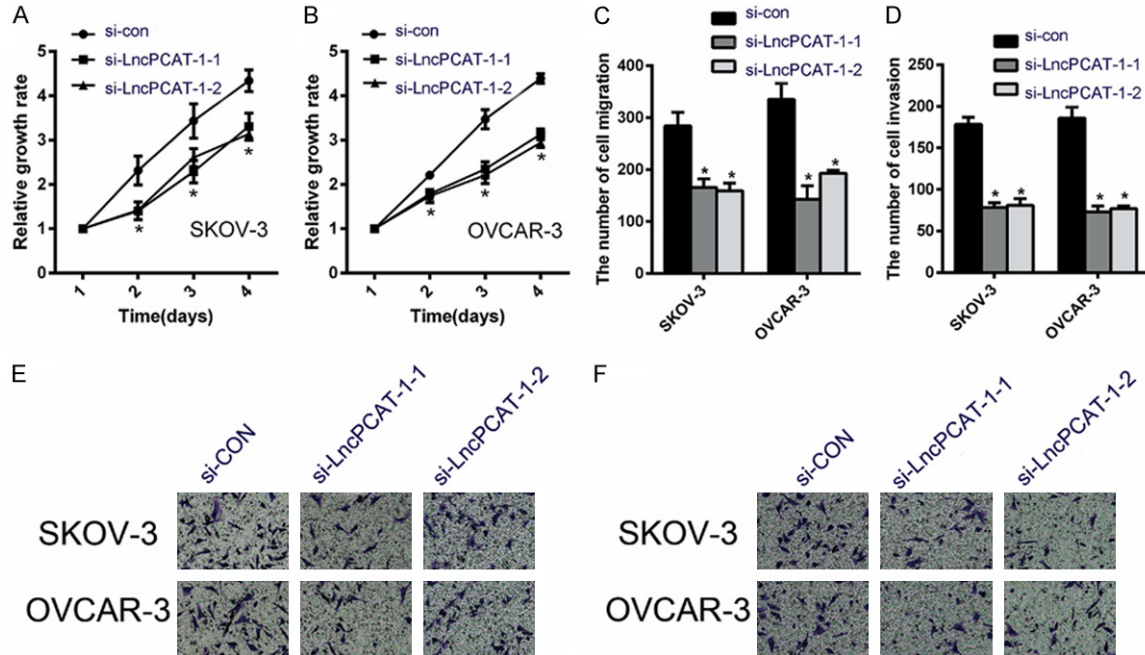 A
si-con
si-LncPCAT-1-1
si-LncPCAT-1-2
Relative growth rate
5
4
3
2
1
0
*
*
*
SKOV-3
1
2
3
4
Time(days)
B
si-con
si-LncPCAT-1-1
si-LncPCAT-1-2
Relative growth rate
5
4
3
2
1
0
*
*
*
OVCAR-3
1
2
3
4
Time(days)
C
si-con
si-LncPCAT-1-1
si-LncPCAT-1-2
The number of cell migration
400
300
200
100
0
*
*
*
*
SKOV-3
OVCAR-3
D
si-con
si-LncPCAT-1-1
si-LncPCAT-1-2
The number of cell invasion
250
200
150
100
50
0
*
*
*
*
SKOV-3
OVCAR-3
E
si-CON
si-LncPCAT-1-1
si-LncPCAT-1-2
SKOV-3
OVCAR-3
F
si-CON
si-LncPCAT-1-1
si-LncPCAT-1-2
SKOV-3
OVCAR-3